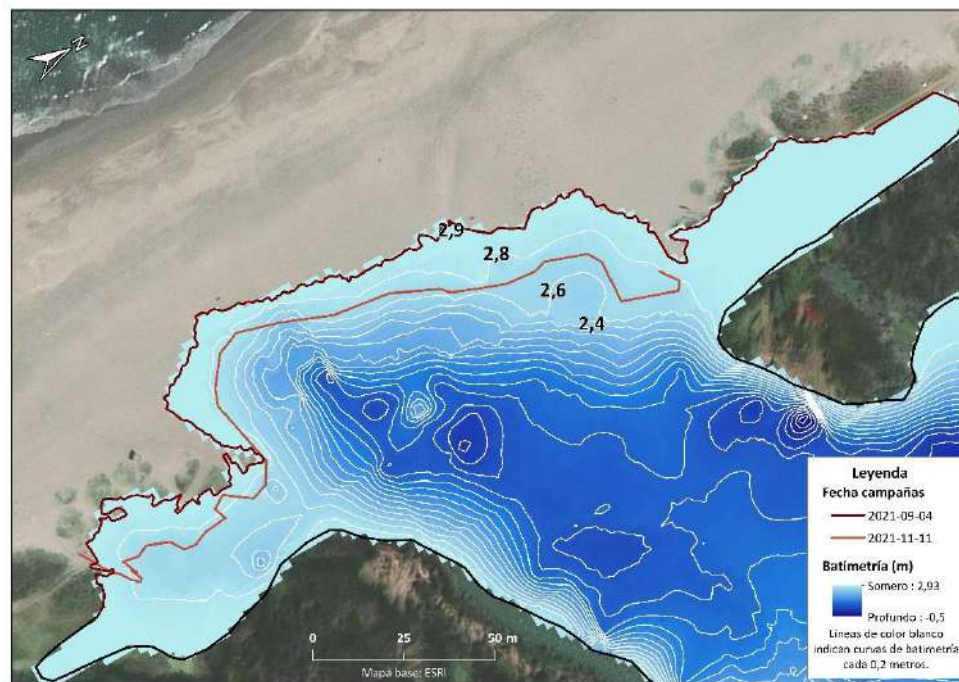 N
2,9
2,8
2,6
2,4
0 25 50 m
Mapa base: ESRI
Leyenda
Fecha campañas
2021-09-04
2021-11-11
Batimetría (m)
Somero : 2,93
Profundo : -0,5
Líneas de color blanco
indican curvas de batimetría
cada 0,2 metros.